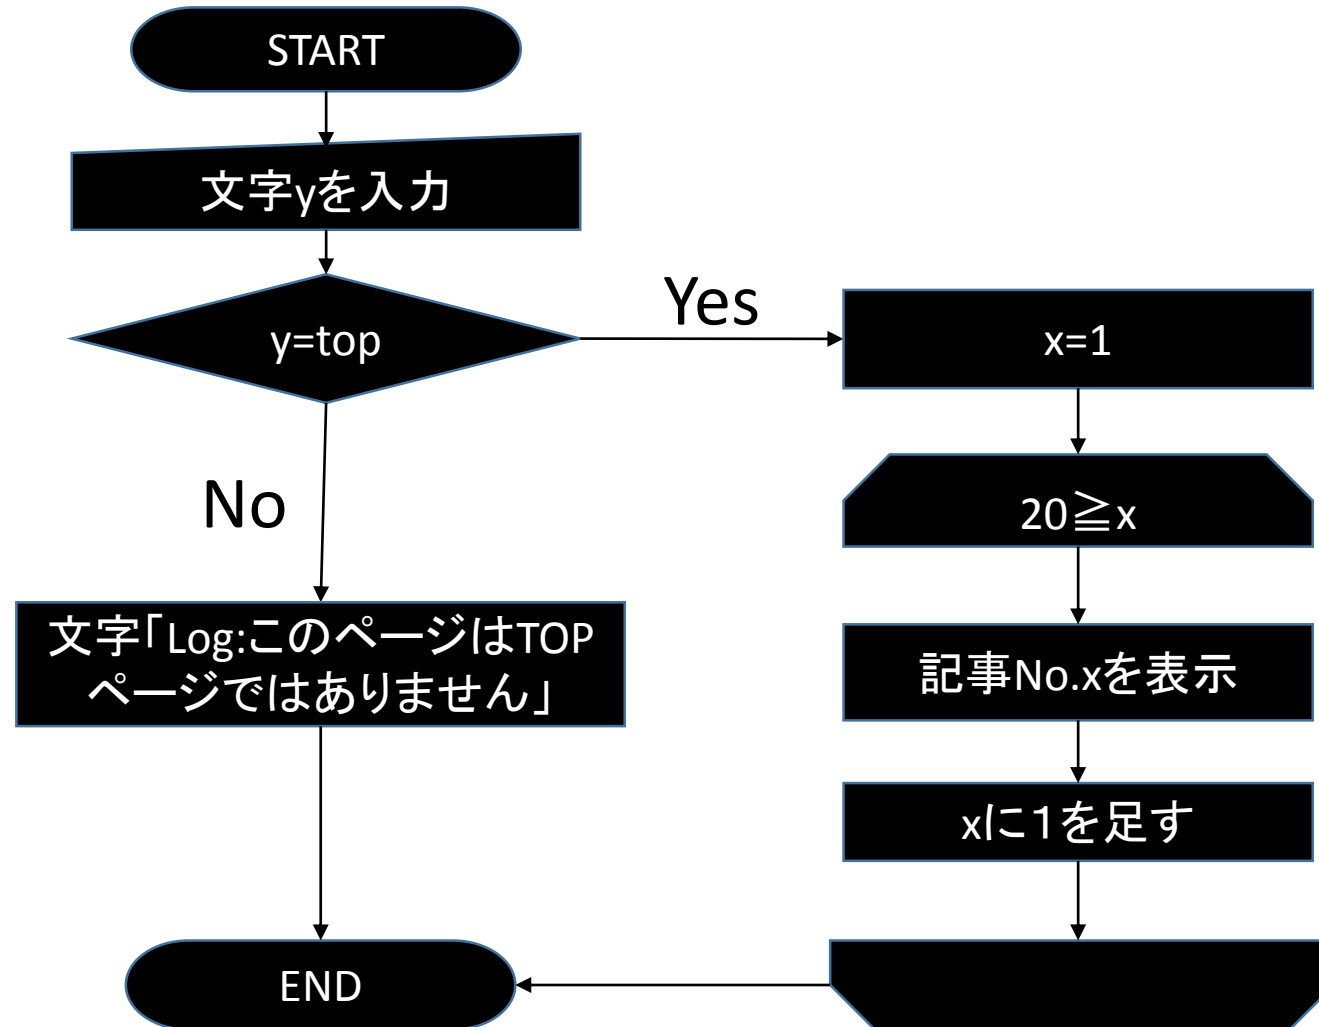 START
文字yを入力
y=top
Yes
x=1
No
20≧x
文字「Log:このページはTOP
ページではありません」
記事No.xを表示
xに１を足す
END